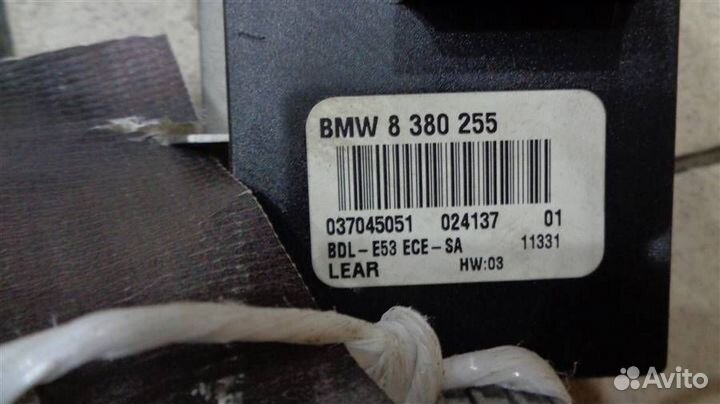 BMW 8 380 255
037045051 024137 01
BDL-E53 ECE-SA 11331
LEAR HW:03
Avito